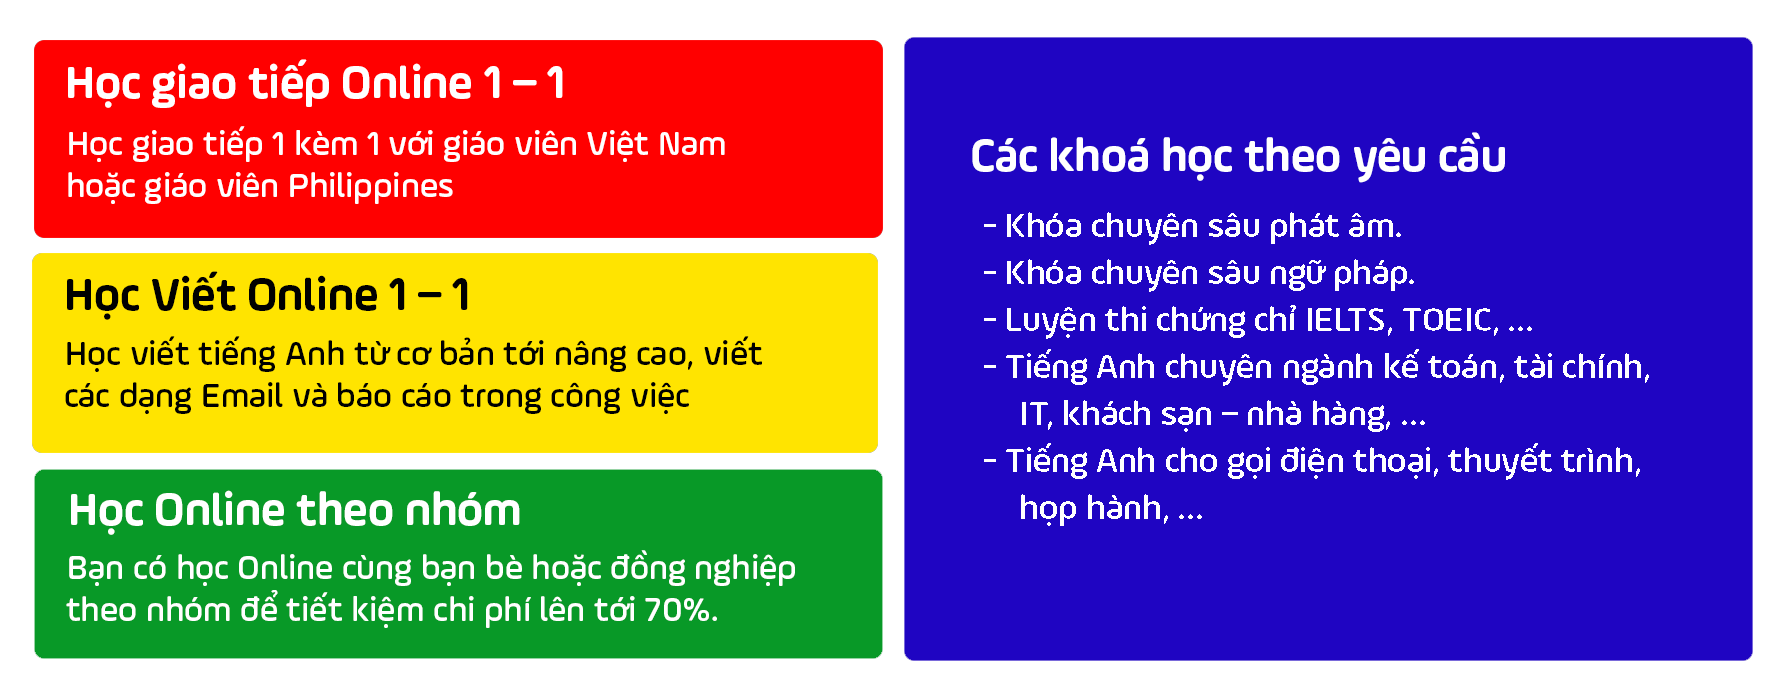 Học giao tiếp Online 1 – 1
Học giao tiếp 1 kèm 1 với giáo viên Việt Nam
hoặc giáo viên Philippines
Học Viết Online 1 – 1
Học viết tiếng Anh từ cơ bản tới nâng cao, viết
các dạng Email và báo cáo trong công việc
Học Online theo nhóm
Bạn có học Online cùng bạn bè hoặc đồng nghiệp
theo nhóm để tiết kiệm chi phí lên tới 70%.
Các khoá học theo yêu cầu
- Khóa chuyên sâu phát âm.
- Khóa chuyên sâu ngữ pháp.
- Luyện thi chứng chỉ IELTS, TOEIC, ...
- Tiếng Anh chuyên ngành kế toán, tài chính,
IT, khách sạn – nhà hàng, ...
- Tiếng Anh cho gọi điện thoại, thuyết trình,
họp hành, ...